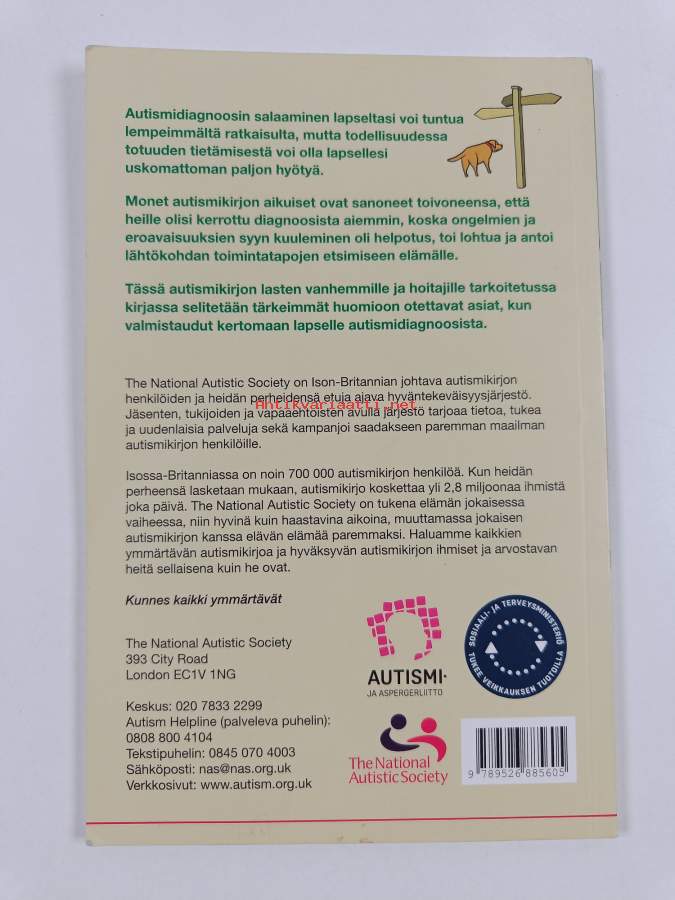 Autismidiagnoosin salaaminen lapseltasi voi tuntua
lempeimmältä ratkaisulta, mutta todellisuudessa
totuuden tietämisestä voi olla lapsellesi
uskomattoman paljon hyötyä.
Monet autismikirjon aikuiset ovat sanoneet toivoneensa, että
heille olisi kerrottu diagnoosista aiemmin, koska ongelmien ja
eroavaisuuksien syyn kuuleminen oli helpotus, toi lohtua ja antoi
lähtökohdan toimintatapojen etsimiseen elämälle.
Tässä autismikirjon lasten vanhemmille ja hoitajille tarkoitetussa
kirjassa selitetään tärkeimmät huomioon otettavat asiat, kun
valmistaudut kertomaan lapselle autismidiagnoosista.
The National Autistic Society on Ison-Britannian johtava autismikirjon
henkilöiden ja heidän perheidensä etuja ajava hyväntekeväisyysjärjestö.
Antikvariaatti.net
Jäsenten, tukijoiden ja vapaaehtoisten avulla järjestö tarjoaa tietoa, tukea
ja uudenlaisia palveluja sekä kampanjoi saadakseen paremman maailman
autismikirjon henkilöille.
Isossa-Britanniassa on noin 700 000 autismikirjon henkilöä. Kun heidän
perheensä lasketaan mukaan, autismikirjo koskettaa yli 2,8 miljoonaa ihmistä
joka päivä. The National Autistic Society on tukena elämän jokaisessa
vaiheessa, niin hyvinä kuin haastavina aikoina, muuttamassa jokaisen
autismikirjon kanssa elävän elämää paremmaksi. Haluamme kaikkien
ymmärtävän autismikirjoa ja hyväksyvän autismikirjon ihmiset ja arvostavan
heitä sellaisena kuin he ovat.
Kunnes kaikki ymmärtävät
The National Autistic Society
393 City Road
London EC1V 1NG
Keskus: 020 7833 2299
Autism Helpline (palveleva puhelin):
0808 800 4104
Tekstipuhelin: 0845 070 4003
Sähköposti: nas@nas.org.uk
Verkkosivut: www.autism.org.uk
AUTISMI-
JA ASPERGERLIITTO
SOSIAALI- JA TERVEYSMINISTERIÖ
TUKEE VEIKKAUKSEN TUOTOILLA
The National
Autistic Society
9 789526 885605